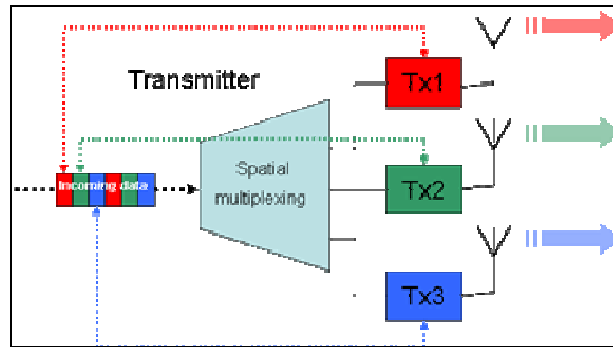 Transmitter
Tx1
Incoming data
Spatial
multiplexing
Tx2
Tx3